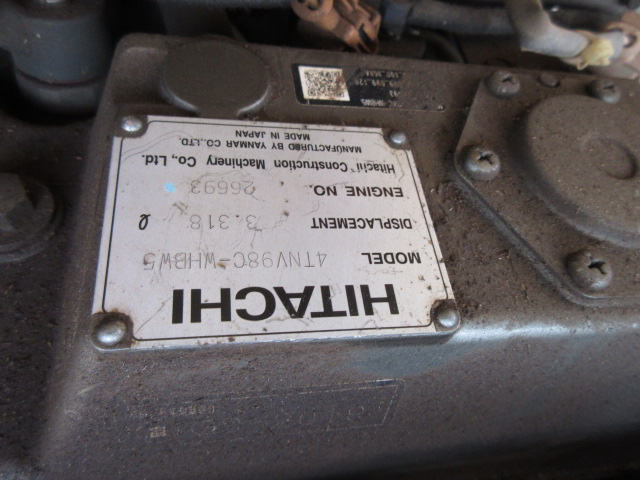 HITACHI
MODEL 4TNV98C-WHBW5
DISPLACEMENT 3.318 ℓ
ENGINE NO. 26693
Hitachi Construction Machinery Co., Ltd.
MANUFACTURED BY YANMAR CO.,LTD.
MADE IN JAPAN